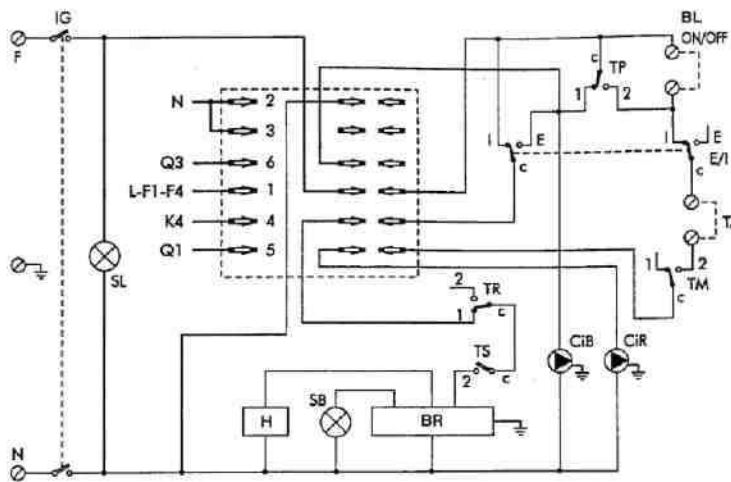 IG
BL
ON/OFF
F
c
TP
1
2
N
2
3
I
E
I
E
Q3
6
c
c
E/I
L-F1-F4
1
K4
4
Q1
5
SL
2
TR
1
c
1
2
TM
c
TS
2
c
CiB
CiR
SB
H
BR
N